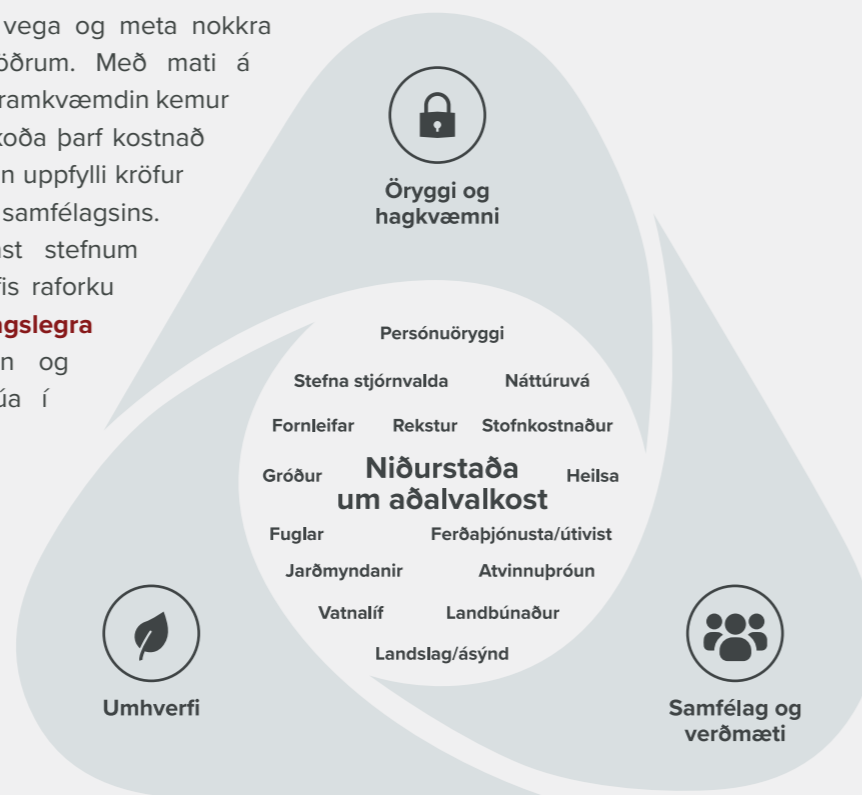 vega og meta nokkra
öðrum. Með mati á
ramkvæmdin kemur
koða þarf kostnað
n uppfylli kröfur
samfélagsins.
st stefnum
fis raforku
agslegra
n og
úa í
Öryggi og
hagkvæmni
Persónuöryggi
Stefna stjórnvalda Náttúruvá
Fornleifar Rekstur Stofnkostnaður
Gróður Niðurstaða Heilsa
um aðalvalkost
Fuglar Ferðaþjónusta/útivist
Jarðmyndanir Atvinnuþróun
Vatnalíf Landbúnaður
Landslag/ásýnd
Umhverfi
Samfélag og
verðmæti